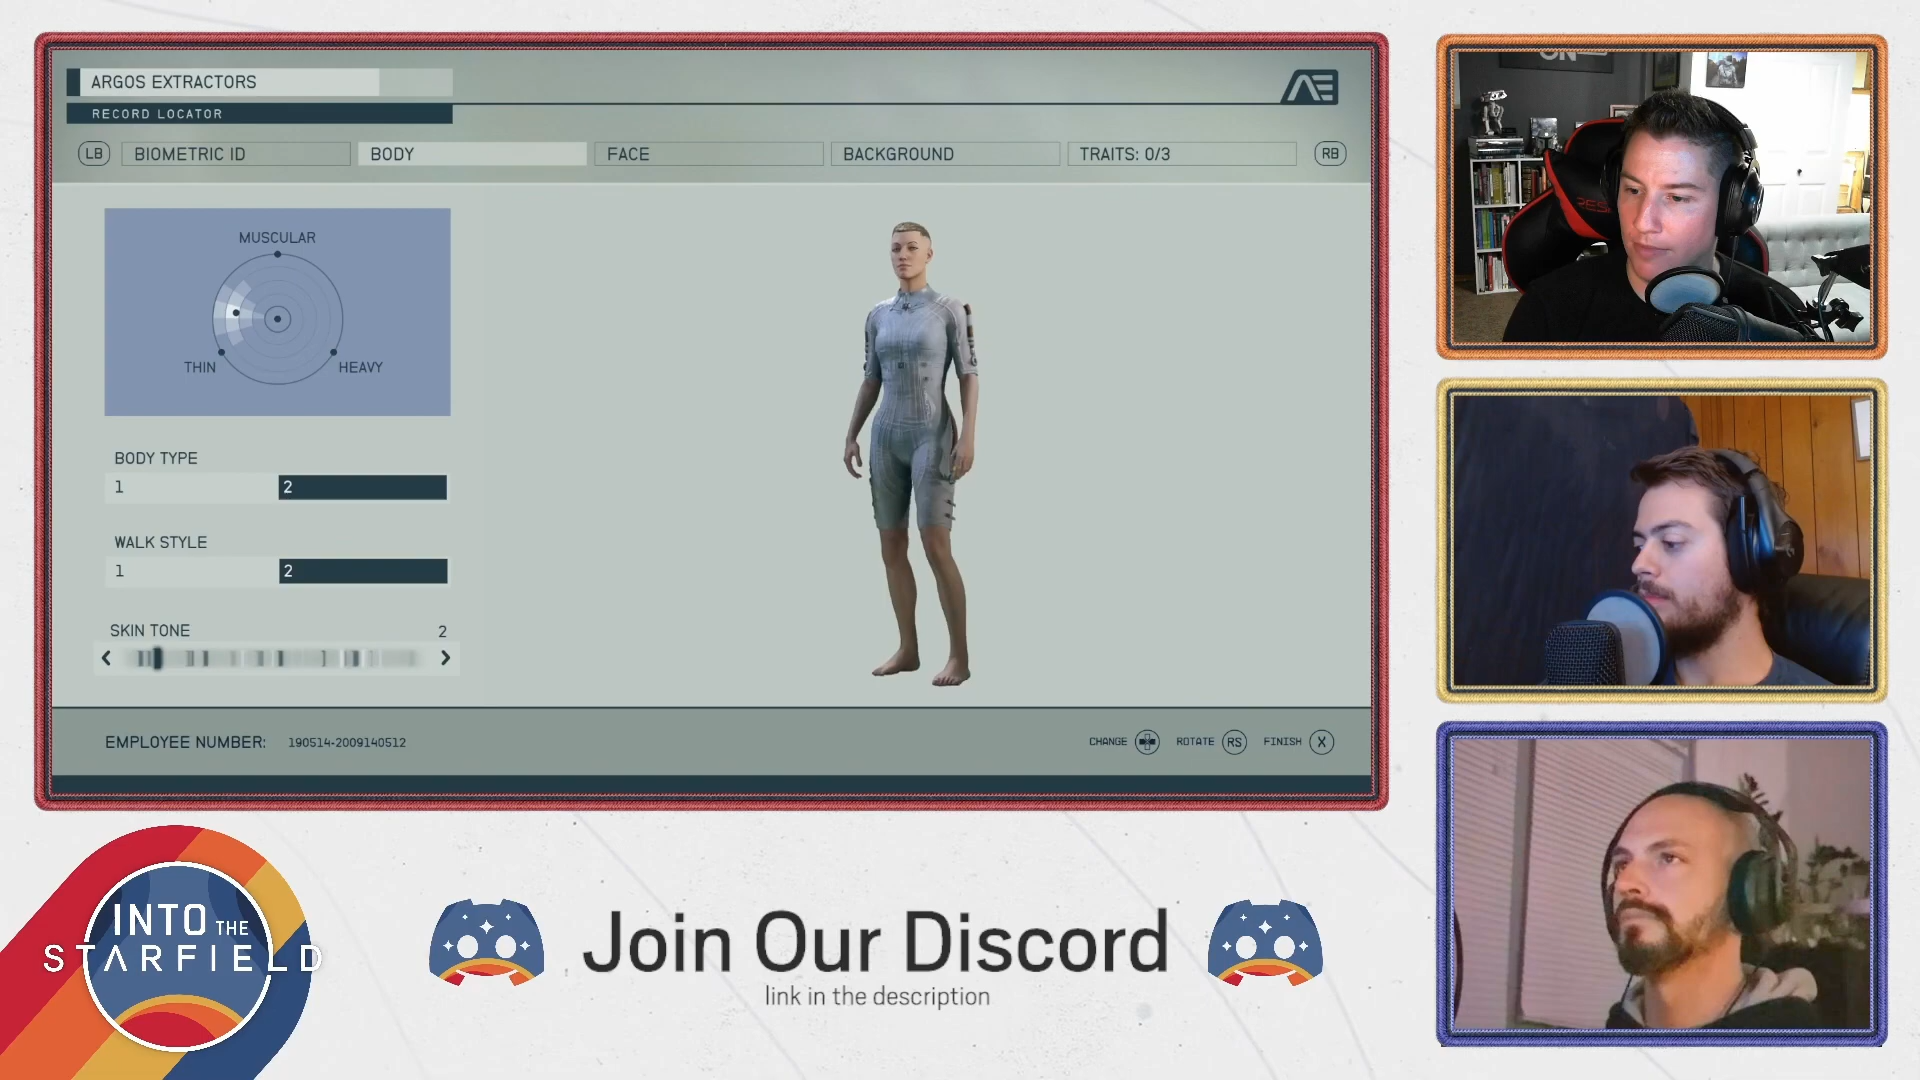 ARGOS EXTRACTORS
RECORD LOCATOR
LB BIOMETRIC ID BODY FACE BACKGROUND TRAITS: 0/3 RB
MUSCULAR
THIN HEAVY
BODY TYPE
1 2
WALK STYLE
1 2
SKIN TONE 2
EMPLOYEE NUMBER: 190514-2009140512
CHANGE ROTATE RS FINISH X
INTO THE
STARFIELD
Join Our Discord
link in the description